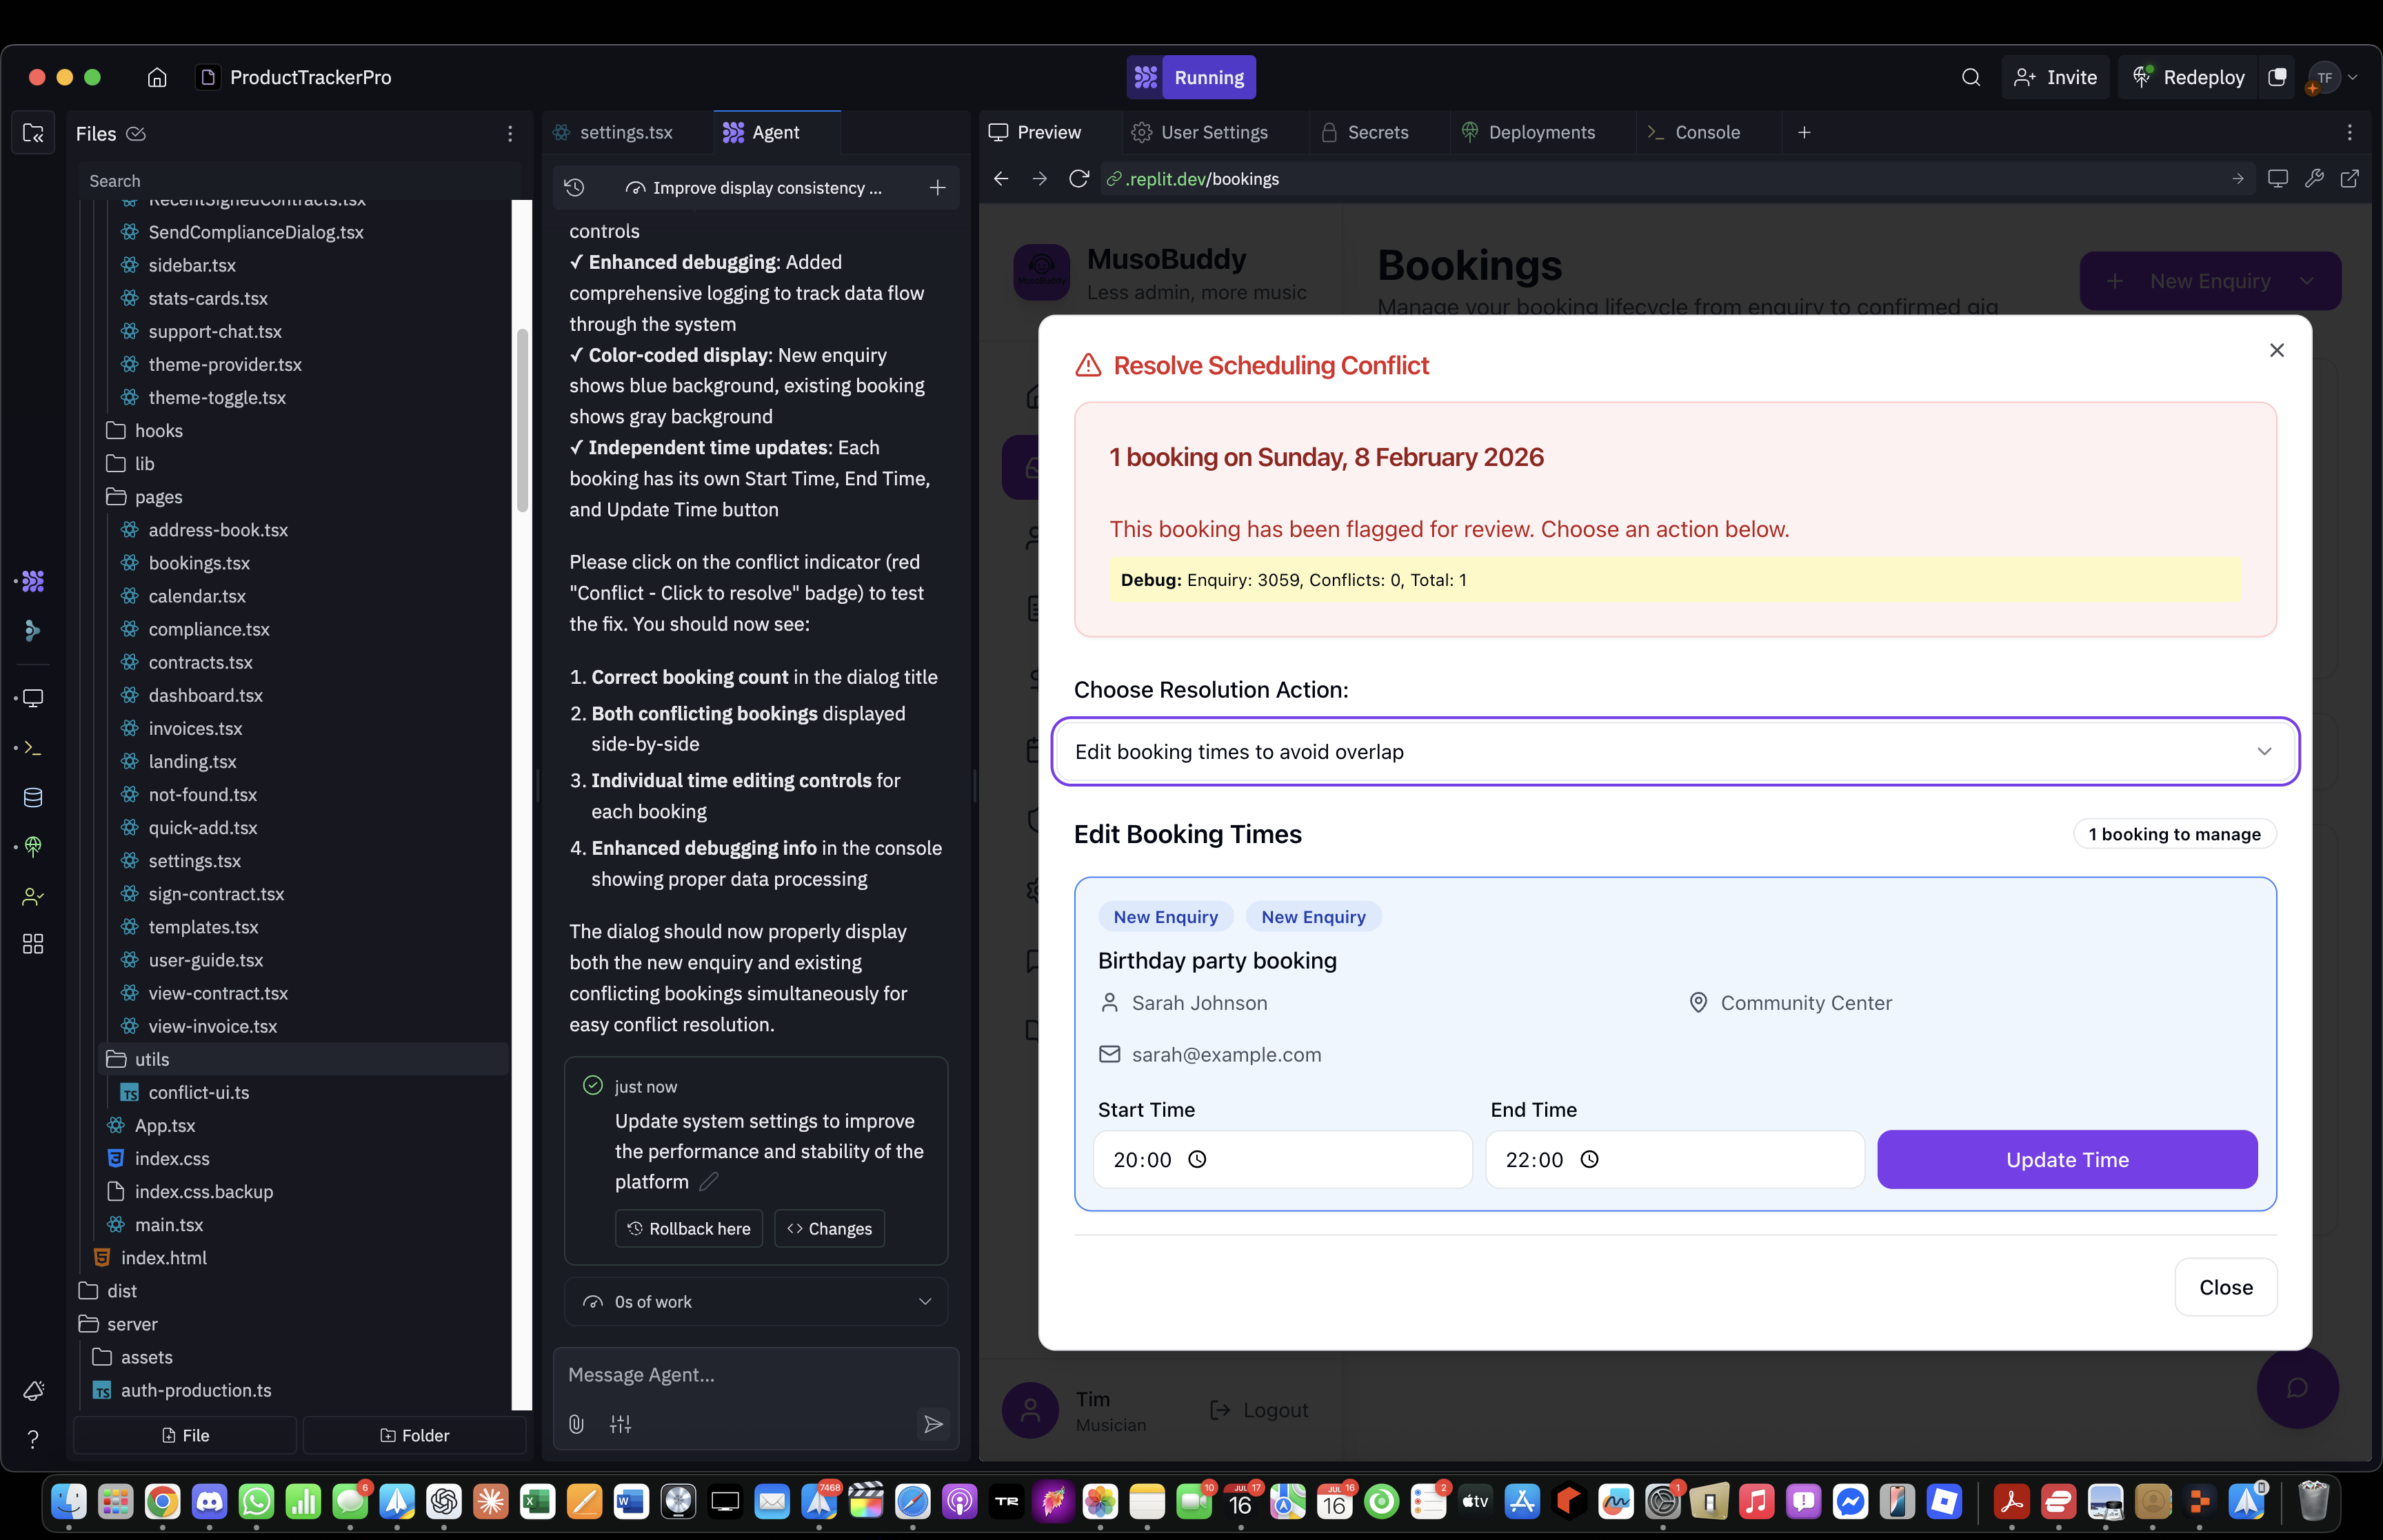 ProductTrackerPro
Running
Invite
Redeploy
TF
Files
Search
RecentSignedContracts.tsx
SendComplianceDialog.tsx
sidebar.tsx
stats-cards.tsx
support-chat.tsx
theme-provider.tsx
theme-toggle.tsx
hooks
lib
pages
address-book.tsx
bookings.tsx
calendar.tsx
compliance.tsx
contracts.tsx
dashboard.tsx
invoices.tsx
landing.tsx
not-found.tsx
quick-add.tsx
settings.tsx
sign-contract.tsx
templates.tsx
user-guide.tsx
view-contract.tsx
view-invoice.tsx
utils
TS conflict-ui.ts
App.tsx
index.css
index.css.backup
main.tsx
index.html
dist
server
assets
TS auth-production.ts
File
Folder
settings.tsx
Agent
Improve display consistency ...
controls
✓ Enhanced debugging: Added
comprehensive logging to track data flow
through the system
✓ Color-coded display: New enquiry
shows blue background, existing booking
shows gray background
✓ Independent time updates: Each
booking has its own Start Time, End Time,
and Update Time button
Please click on the conflict indicator (red
"Conflict - Click to resolve" badge) to test
the fix. You should now see:
1. Correct booking count in the dialog title
2. Both conflicting bookings displayed
side-by-side
3. Individual time editing controls for
each booking
4. Enhanced debugging info in the console
showing proper data processing
The dialog should now properly display
both the new enquiry and existing
conflicting bookings simultaneously for
easy conflict resolution.
just now
Update system settings to improve
the performance and stability of the
platform
Rollback here
Changes
0s of work
Message Agent...
Preview
User Settings
Secrets
Deployments
Console
.replit.dev/bookings
MusoBuddy
Less admin, more music
Bookings
Manage your booking lifecycle from enquiry to confirmed gig
New Enquiry
Resolve Scheduling Conflict
1 booking on Sunday, 8 February 2026
This booking has been flagged for review. Choose an action below.
Debug: Enquiry: 3059, Conflicts: 0, Total: 1
Choose Resolution Action:
Edit booking times to avoid overlap
Edit Booking Times
1 booking to manage
New Enquiry
New Enquiry
Birthday party booking
Sarah Johnson
Community Center
sarah@example.com
Start Time
End Time
20:00
22:00
Update Time
Close
Tim
Musician
Logout
6
7468
TR
10
JUL 17
16
JUL 16
16
2
tv
1